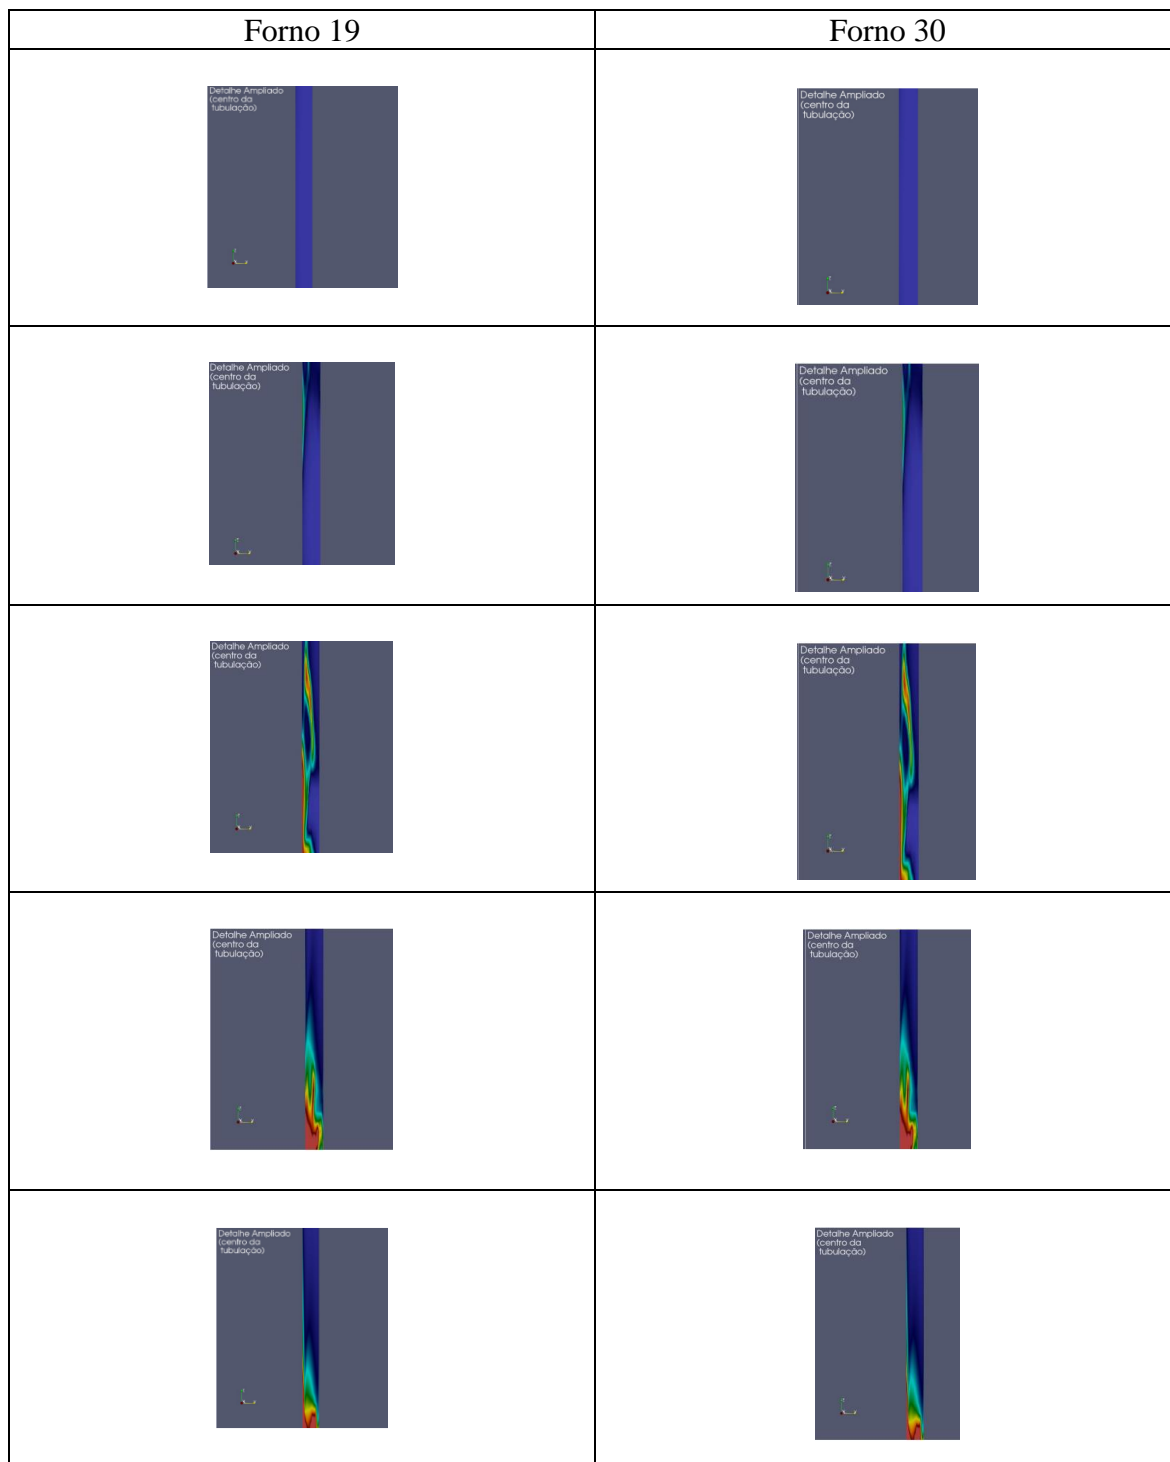 Forno 19
Forno 30
Detalhe Ampliado
(centro da
tubulação)
Detalhe Ampliado
(centro da
tubulação)
Detalhe Ampliado
(centro da
tubulação)
Detalhe Ampliado
(centro da
tubulação)
Detalhe Ampliado
(centro da
tubulação)
Detalhe Ampliado
(centro da
tubulação)
Detalhe Ampliado
(centro da
tubulação)
Detalhe Ampliado
(centro da
tubulação)
Detalhe Ampliado
(centro da
tubulação)
Detalhe Ampliado
(centro da
tubulação)